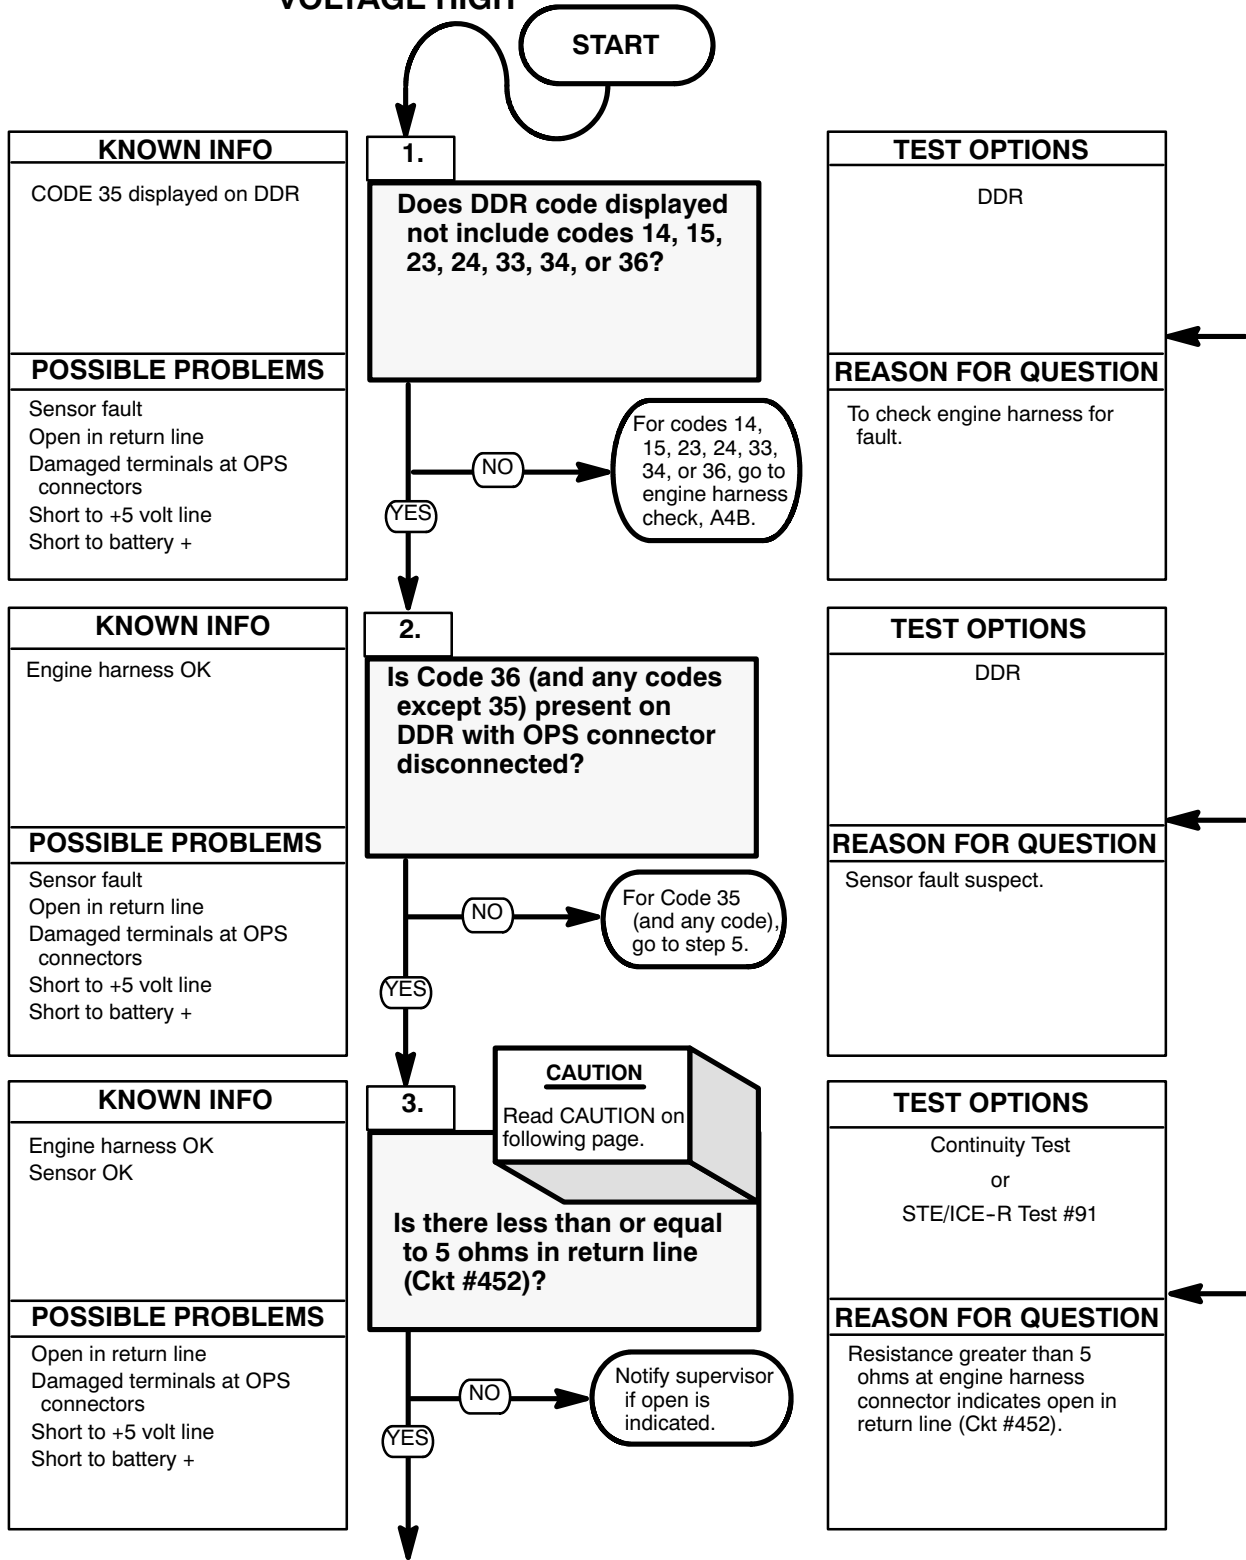 VOLTAGE HIGH
START
KNOWN INFO
CODE 35 displayed on DDR
POSSIBLE PROBLEMS
Sensor fault
Open in return line
Damaged terminals at OPS
connectors
Short to +5 volt line
Short to battery +
1.
Does DDR code displayed
not include codes 14, 15,
23, 24, 33, 34, or 36?
NO
For codes 14,
15, 23, 24, 33,
34, or 36, go to
engine harness
check, A4B.
YES
TEST OPTIONS
DDR
REASON FOR QUESTION
To check engine harness for
fault.
KNOWN INFO
Engine harness OK
POSSIBLE PROBLEMS
Sensor fault
Open in return line
Damaged terminals at OPS
connectors
Short to +5 volt line
Short to battery +
2.
Is Code 36 (and any codes
except 35) present on
DDR with OPS connector
disconnected?
NO
For Code 35
(and any code),
go to step 5.
YES
TEST OPTIONS
DDR
REASON FOR QUESTION
Sensor fault suspect.
KNOWN INFO
Engine harness OK
Sensor OK
POSSIBLE PROBLEMS
Open in return line
Damaged terminals at OPS
connectors
Short to +5 volt line
Short to battery +
3.
CAUTION
Read CAUTION on
following page.
Is there less than or equal
to 5 ohms in return line
(Ckt #452)?
NO
Notify supervisor
if open is
indicated.
YES
TEST OPTIONS
Continuity Test
or
STE/ICE-R Test #91
REASON FOR QUESTION
Resistance greater than 5
ohms at engine harness
connector indicates open in
return line (Ckt #452).